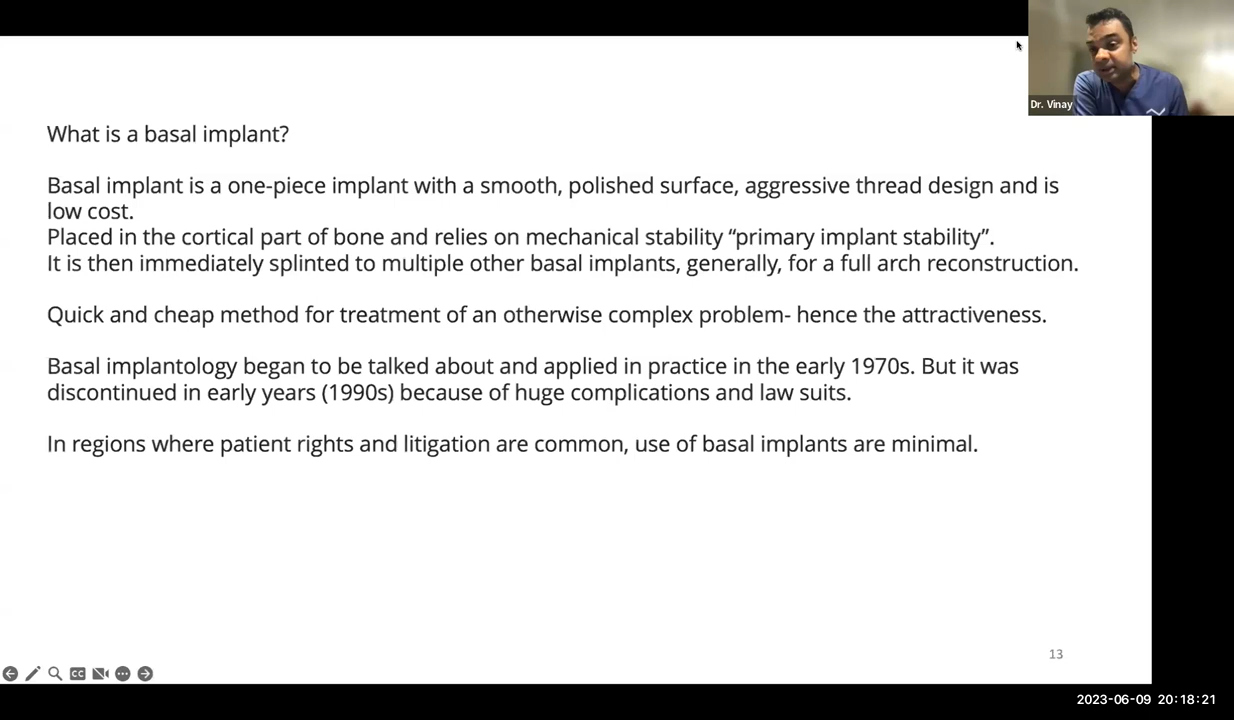 Dr. Vinay
What is a basal implant?
Basal implant is a one-piece implant with a smooth, polished surface, aggressive thread design and is
low cost.
Placed in the cortical part of bone and relies on mechanical stability “primary implant stability”.
It is then immediately splinted to multiple other basal implants, generally, for a full arch reconstruction.
Quick and cheap method for treatment of an otherwise complex problem- hence the attractiveness.
Basal implantology began to be talked about and applied in practice in the early 1970s. But it was
discontinued in early years (1990s) because of huge complications and law suits.
In regions where patient rights and litigation are common, use of basal implants are minimal.
13
CC
2023-06-09 20:18:21